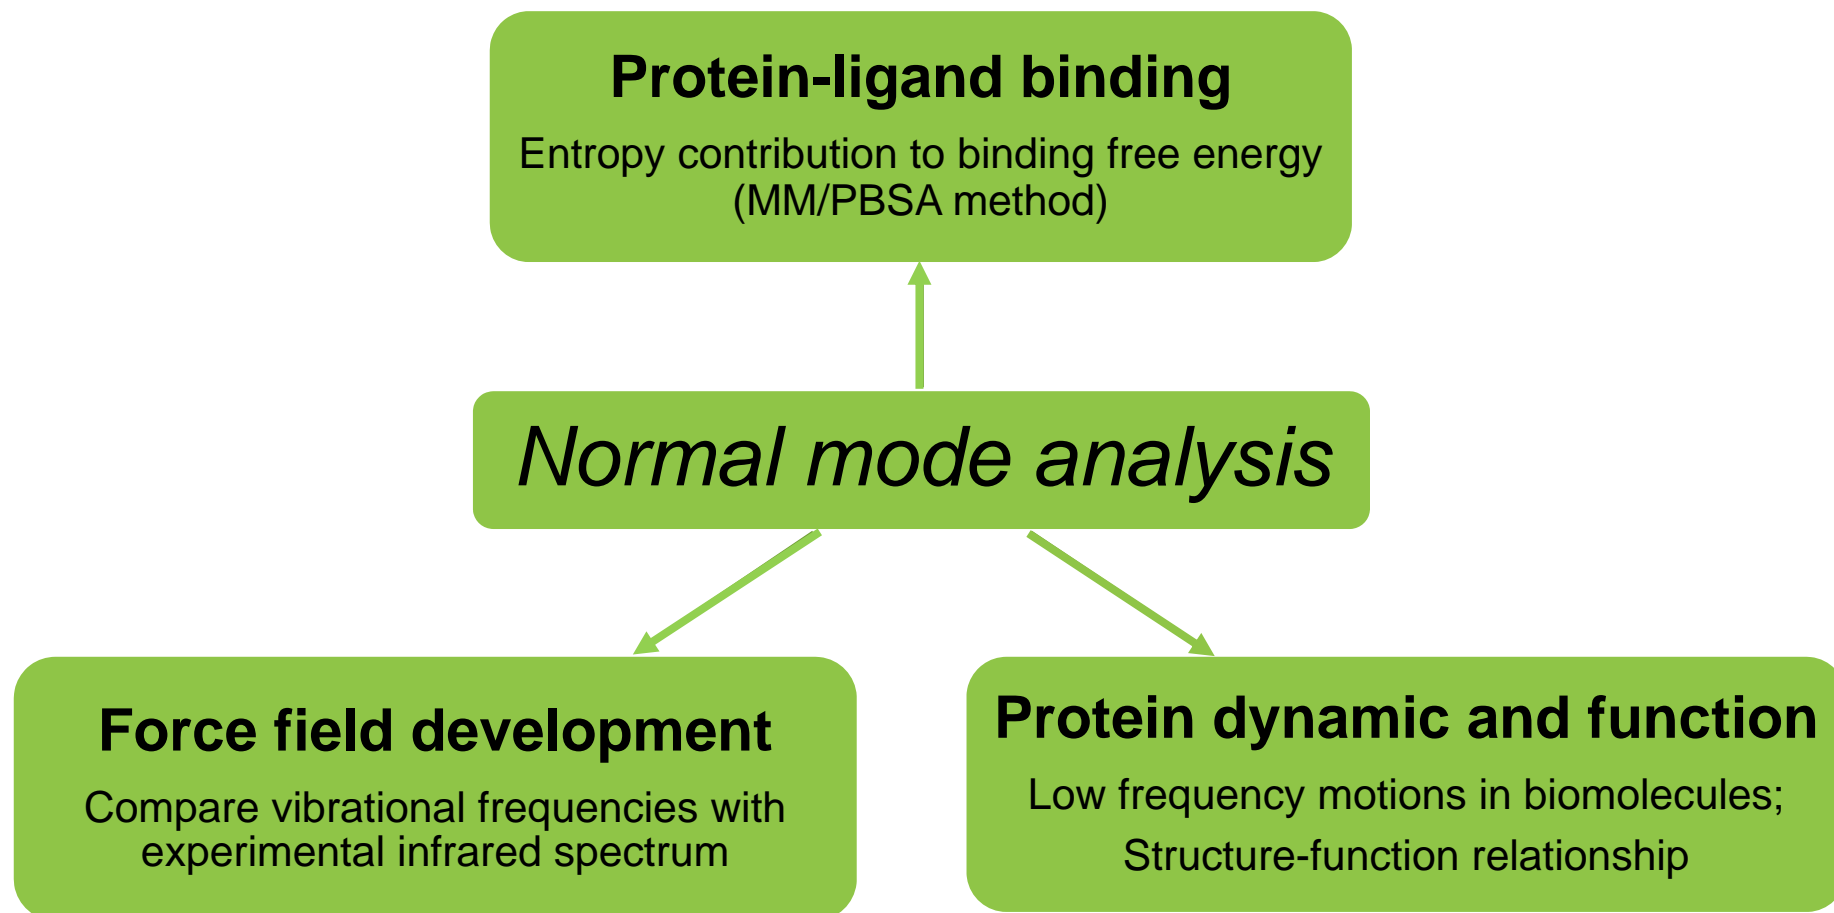 Protein-ligand binding
Entropy contribution to binding free energy
(MM/PBSA method)
Normal mode analysis
Force field development
Compare vibrational frequencies with
experimental infrared spectrum
Protein dynamic and function
Low frequency motions in biomolecules;
Structure-function relationship